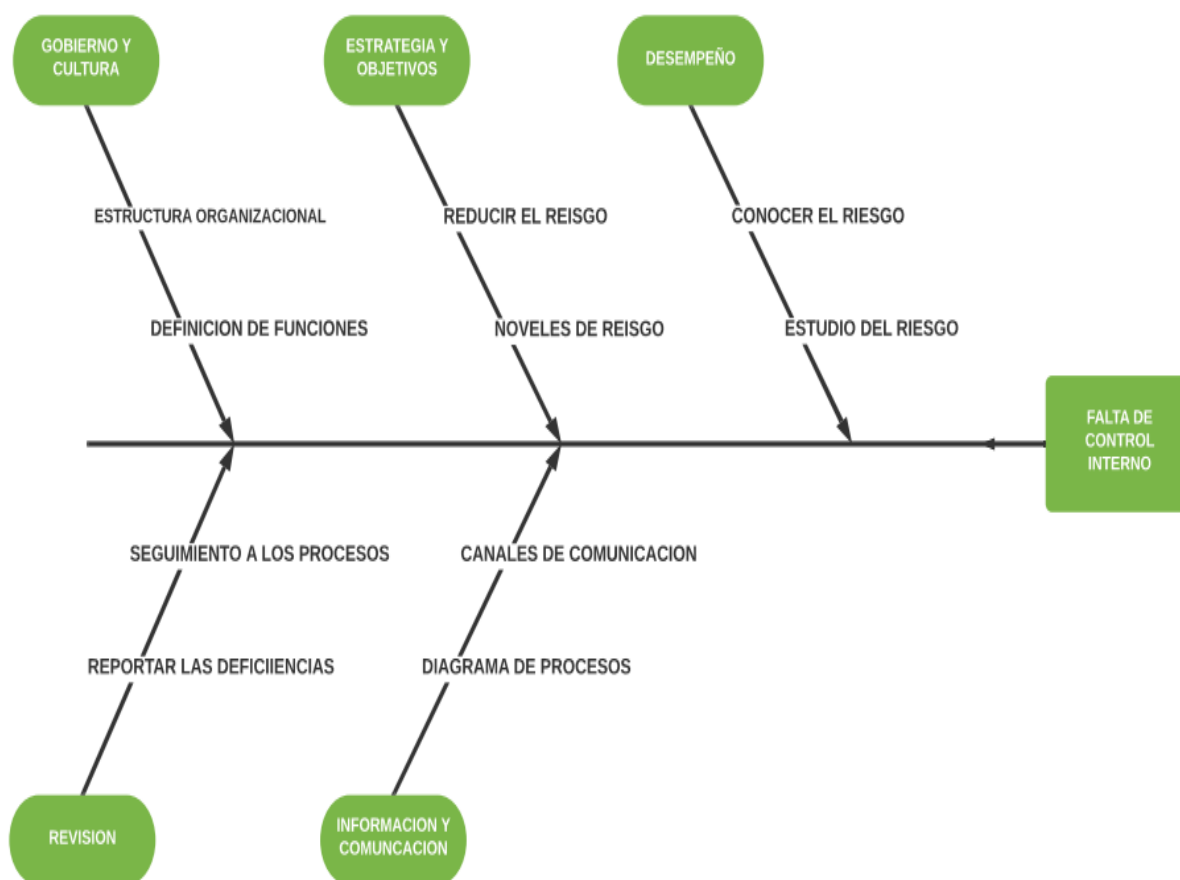 GOBIERNO Y
CULTURA
ESTRATEGIA Y
OBJETIVOS
DESEMPEÑO
ESTRUCTURA ORGANIZACIONAL
REDUCIR EL REISGO
CONOCER EL RIESGO
DEFINICION DE FUNCIONES
NOVELES DE REISGO
ESTUDIO DEL RIESGO
FALTA DE
CONTROL
INTERNO
SEGUIMIENTO A LOS PROCESOS
CANALES DE COMUNICACION
REPORTAR LAS DEFICIIENCIAS
DIAGRAMA DE PROCESOS
REVISION
INFORMACION Y
COMUNCACION